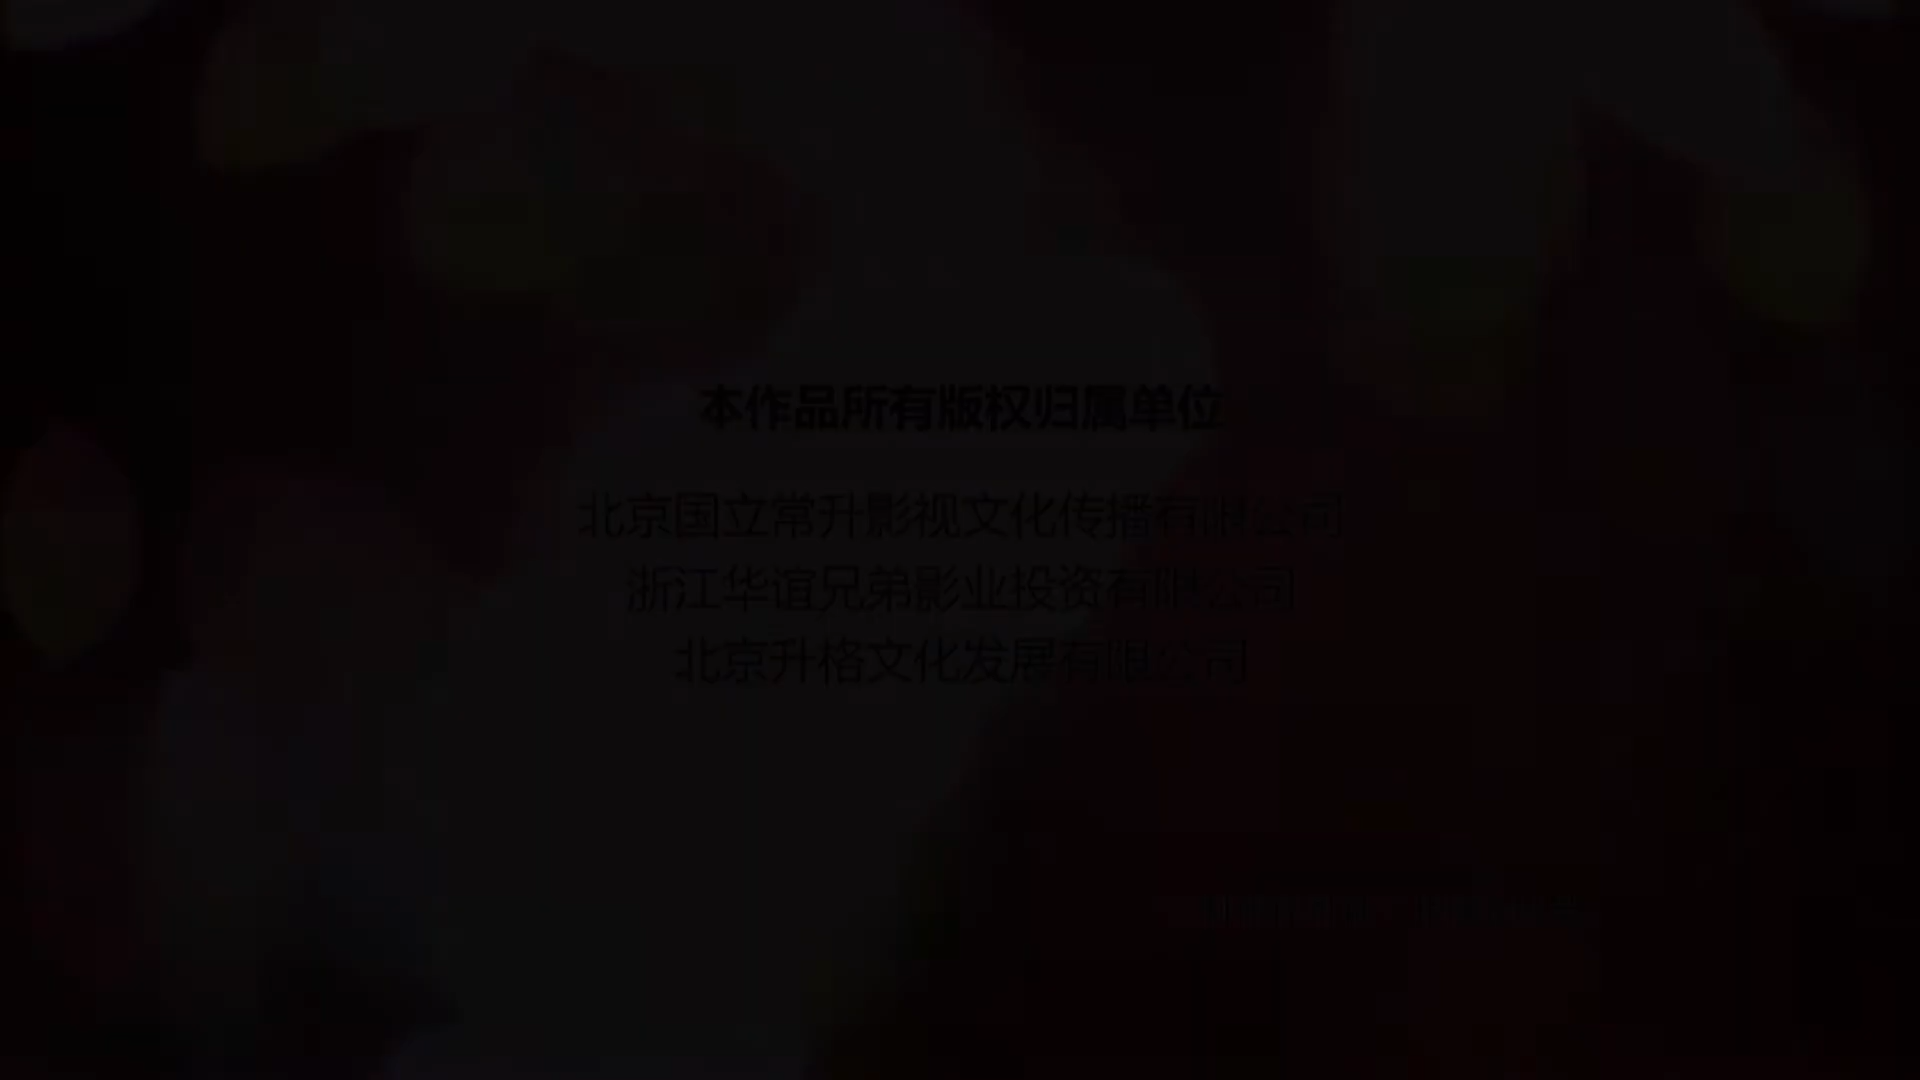 本作品所有版权归属单位
北京国立常升影视文化传播有限公司
浙江华谊兄弟影业投资有限公司
北京升格文化发展有限公司